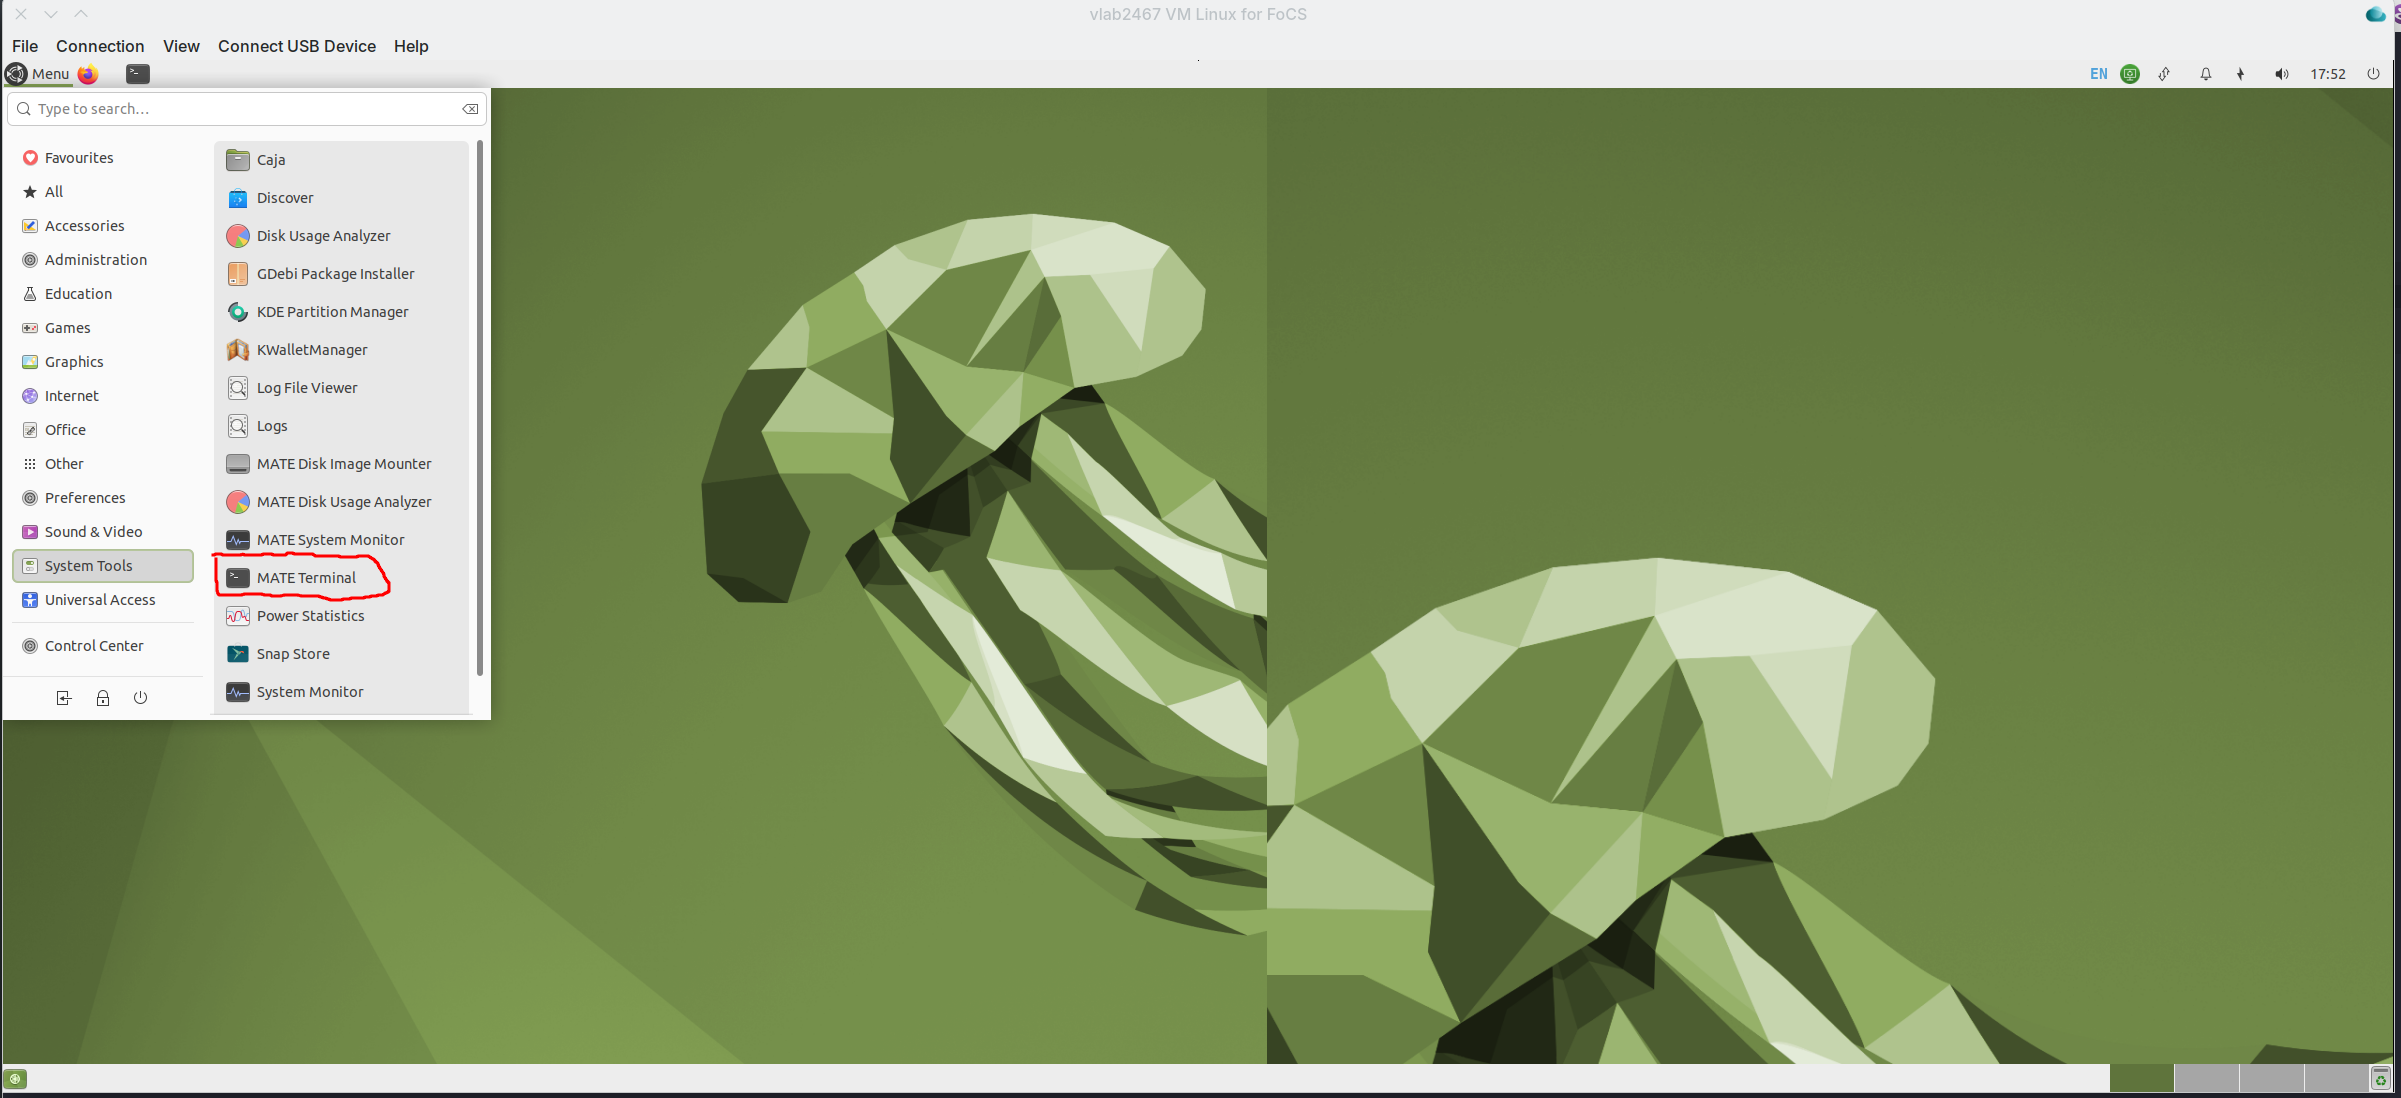 vlab2467 VM Linux for FoCS
File Connection View Connect USB Device Help
Menu EN 17:52
Type to search...
Favourites
All
Accessories
Administration
Education
Games
Graphics
Internet
Office
Other
Preferences
Sound & Video
System Tools
Universal Access
Control Center
Caja
Discover
Disk Usage Analyzer
GDebi Package Installer
KDE Partition Manager
KWalletManager
Log File Viewer
Logs
MATE Disk Image Mounter
MATE Disk Usage Analyzer
MATE System Monitor
MATE Terminal
Power Statistics
Snap Store
System Monitor